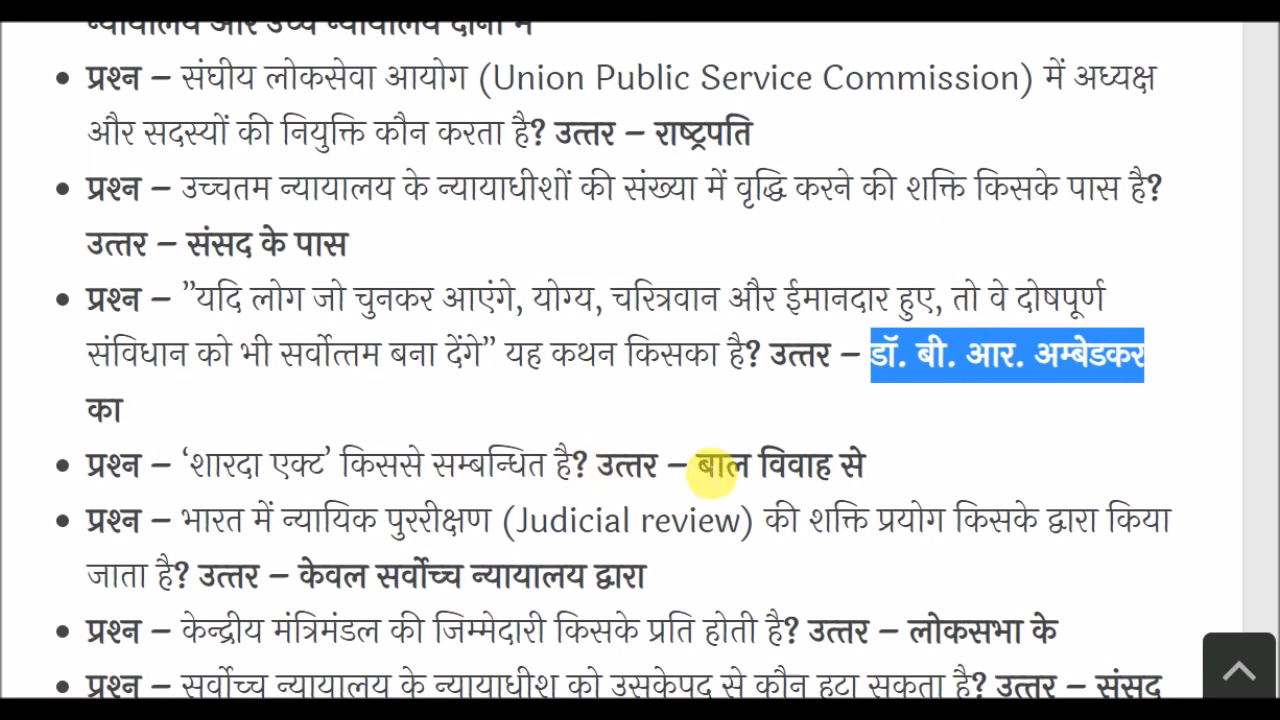 न्यायालय और उच्च न्यायालय दोनों में
प्रश्न – संघीय लोकसेवा आयोग (Union Public Service Commission) में अध्यक्ष
और सदस्यों की नियुक्ति कौन करता है? उत्तर – राष्ट्रपति
प्रश्न – उच्चतम न्यायालय के न्यायाधीशों की संख्या में वृद्धि करने की शक्ति किसके पास है?
उत्तर – संसद के पास
प्रश्न – ”यदि लोग जो चुनकर आएंगे, योग्य, चरित्रवान और ईमानदार हुए, तो वे दोषपूर्ण
संविधान को भी सर्वोत्तम बना देंगे” यह कथन किसका है? उत्तर – डॉ. बी. आर. अम्बेडकर
का
प्रश्न – ‘शारदा एक्ट’ किससे सम्बन्धित है? उत्तर – बाल विवाह से
प्रश्न – भारत में न्यायिक पुररीक्षण (Judicial review) की शक्ति प्रयोग किसके द्वारा किया
जाता है? उत्तर – केवल सर्वोच्च न्यायालय द्वारा
प्रश्न – केन्द्रीय मंत्रिमंडल की जिम्मेदारी किसके प्रति होती है? उत्तर – लोकसभा के
प्रश्न – सर्वोच्च न्यायालय के न्यायाधीश को उसकेपद से कौन हटा सकता है? उत्तर – संसद